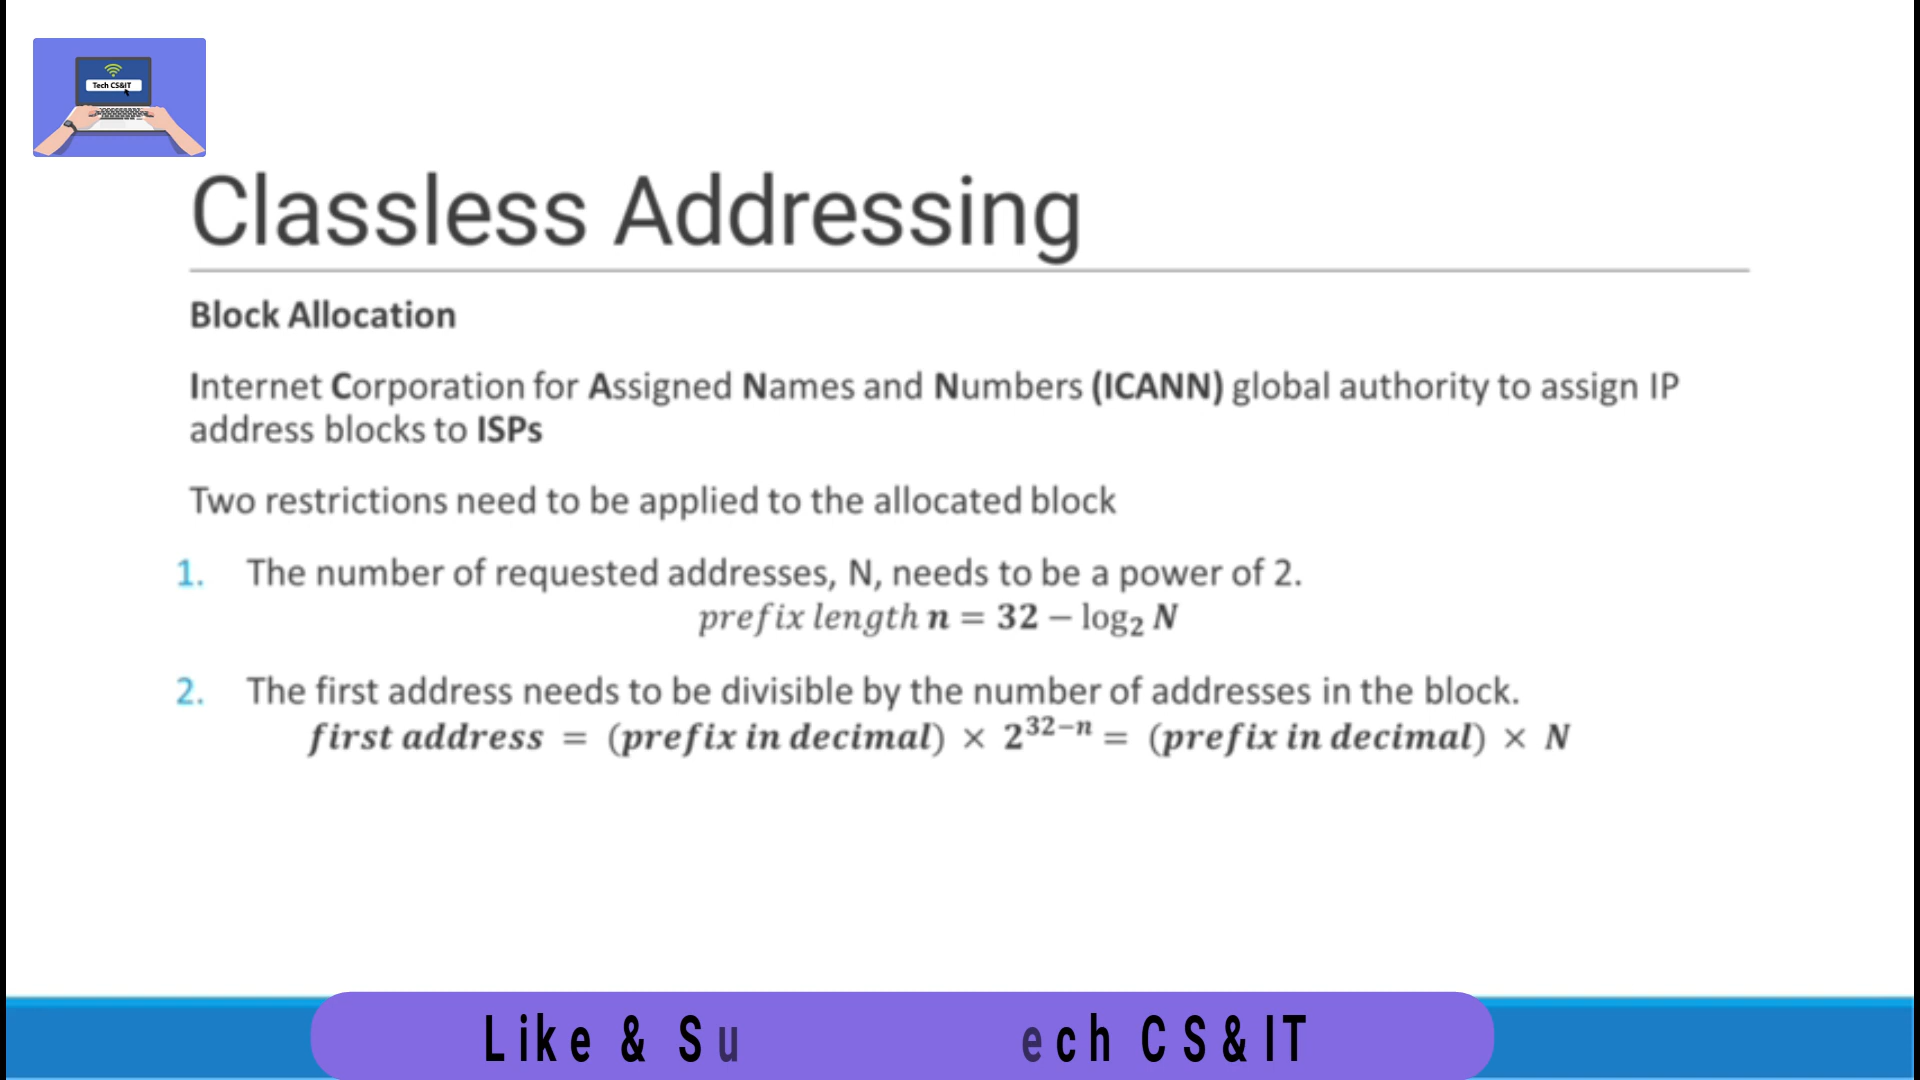 Tech CS&IT
Classless Addressing
Block Allocation
Internet Corporation for Assigned Names and Numbers (ICANN) global authority to assign IP
address blocks to ISPs
Two restrictions need to be applied to the allocated block
1. The number of requested addresses, N, needs to be a power of 2.
prefix length n = 32 − log₂ N
2. The first address needs to be divisible by the number of addresses in the block.
first address = (prefix in decimal) × 2³²⁻ⁿ = (prefix in decimal) × N
Like & Su ech CS&IT